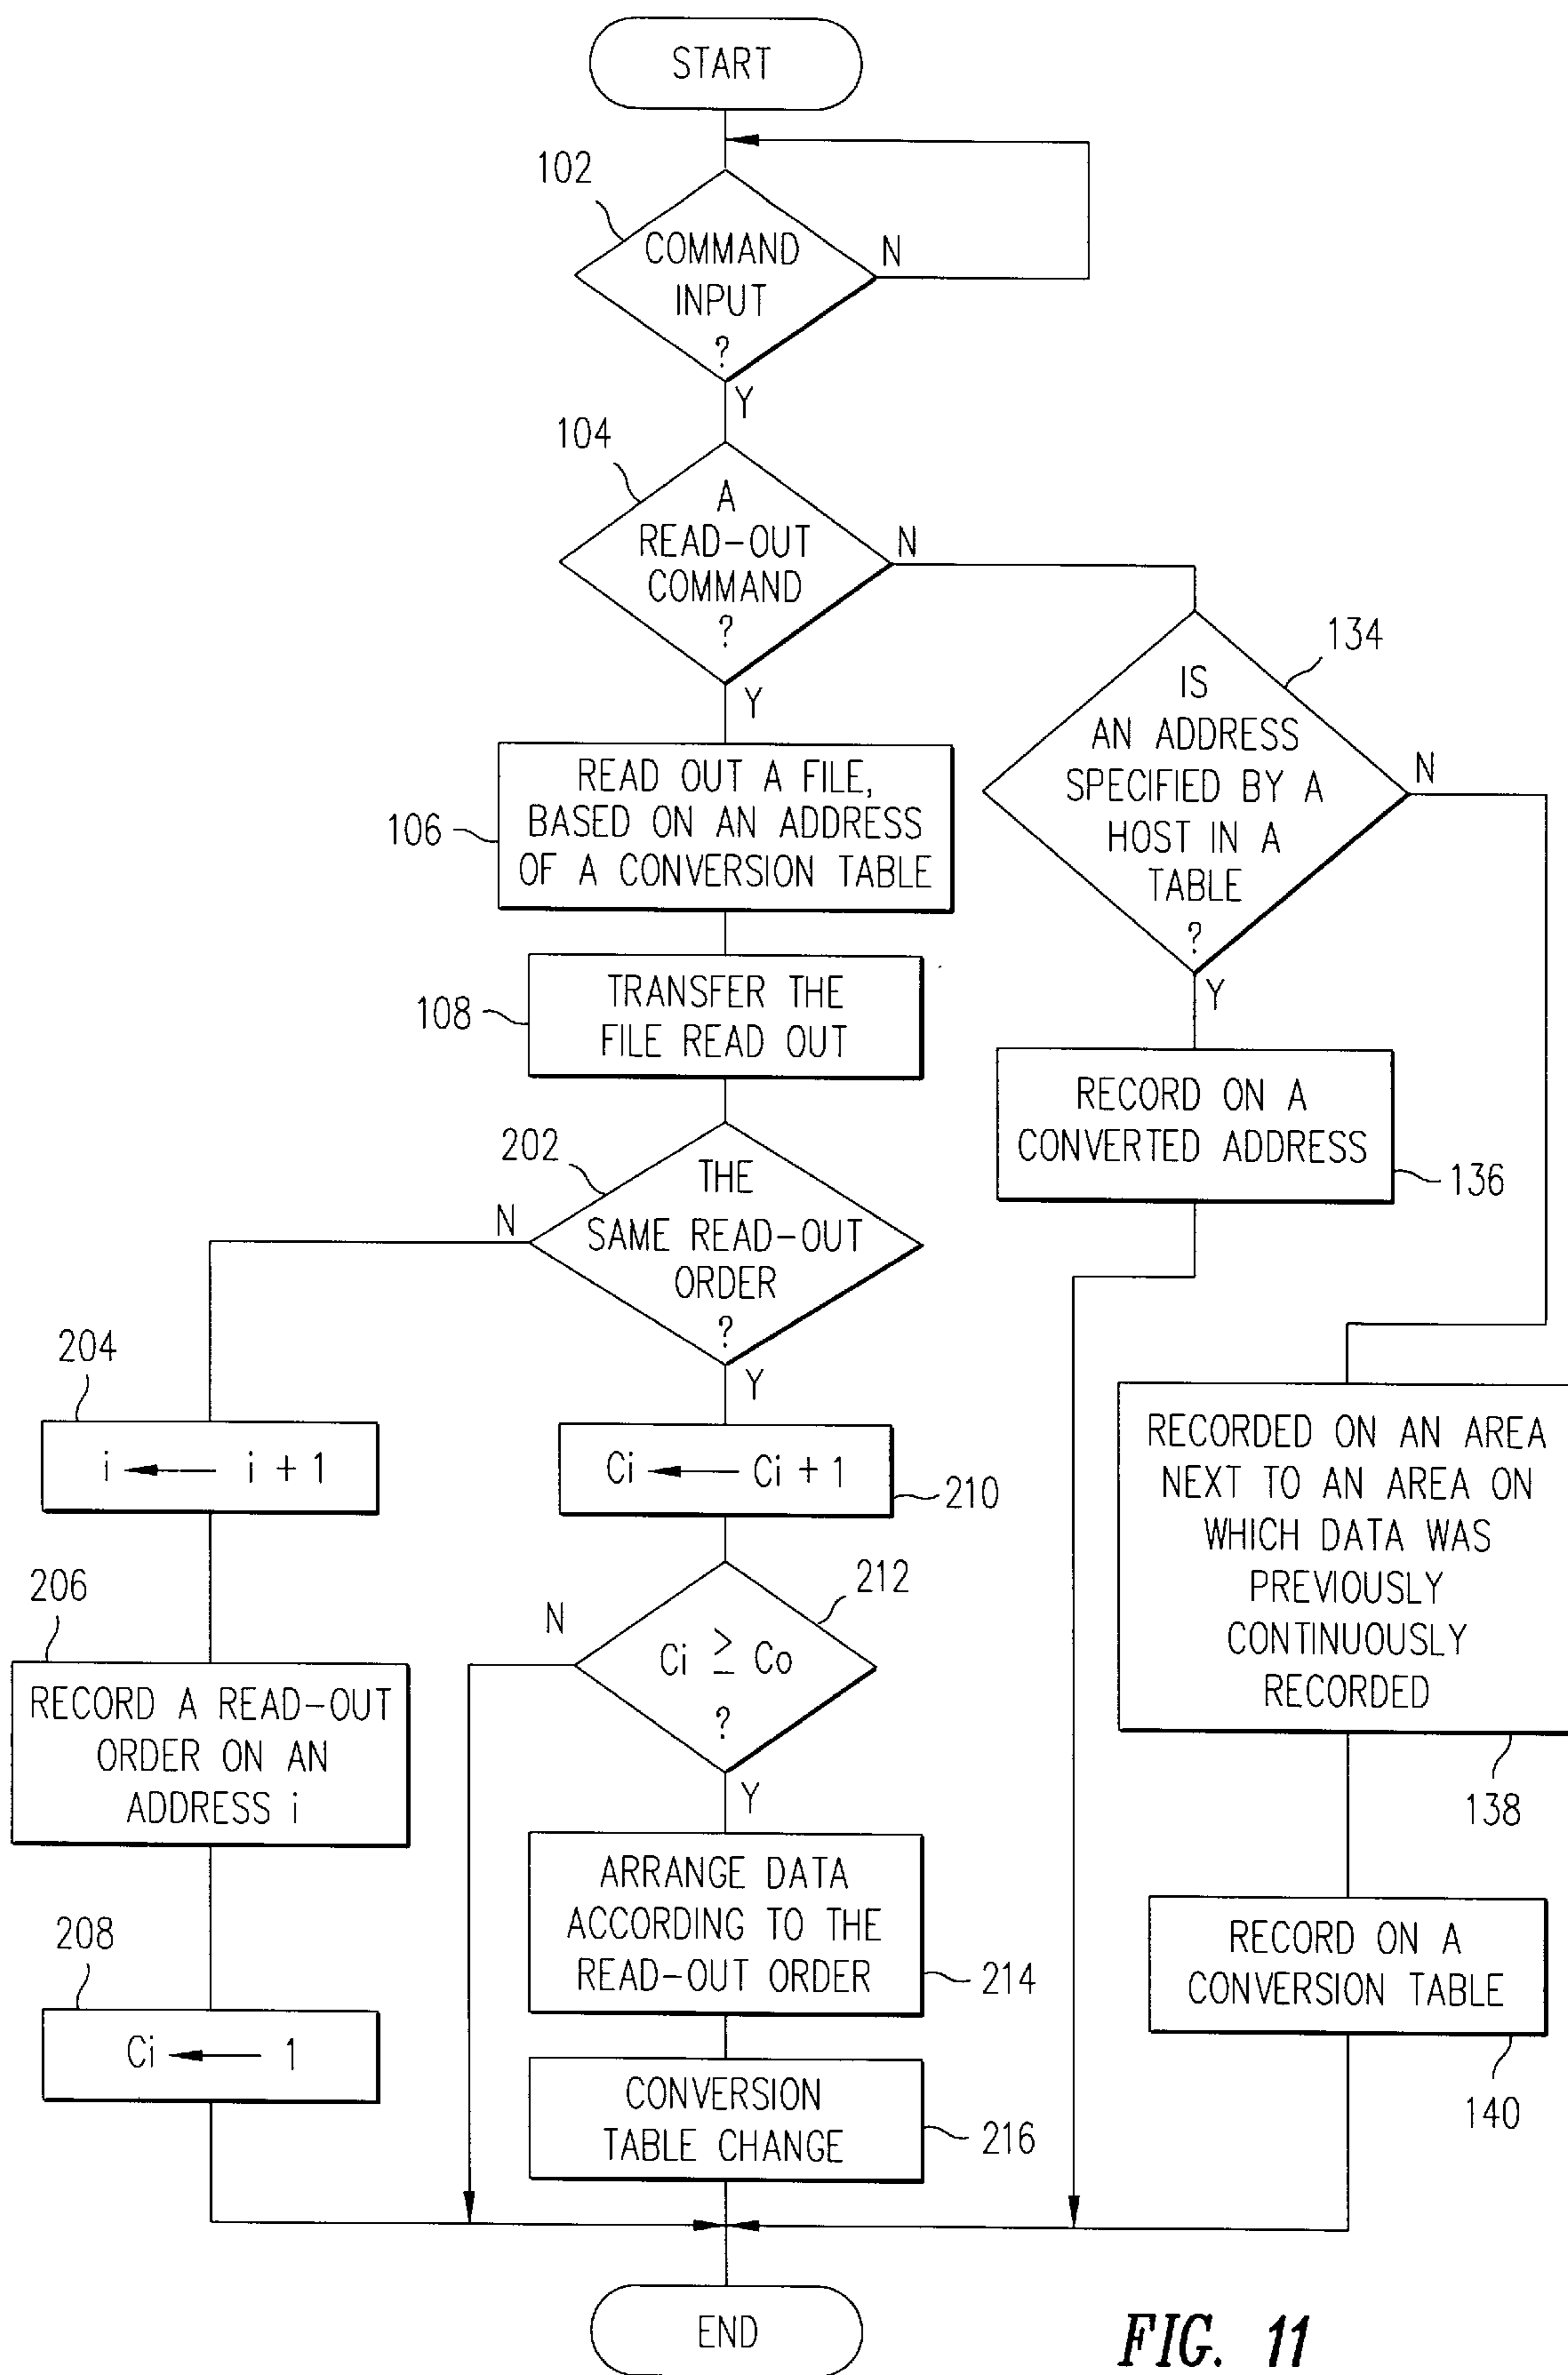 START
102
COMMAND
INPUT
?
N
Y
104
A
READ-OUT
COMMAND
?
N
Y
134
IS
AN ADDRESS
SPECIFIED BY A
HOST IN A
TABLE
?
N
Y
106
READ OUT A FILE,
BASED ON AN ADDRESS
OF A CONVERSION TABLE
108
TRANSFER THE
FILE READ OUT
RECORD ON A
CONVERTED ADDRESS
136
202
THE
SAME READ-OUT
ORDER
?
N
Y
204
i ← i + 1
Ci ← Ci + 1
210
RECORDED ON AN AREA
NEXT TO AN AREA ON
WHICH DATA WAS
PREVIOUSLY
CONTINUOUSLY
RECORDED
138
206
RECORD A READ-OUT
ORDER ON AN
ADDRESS i
212
Ci ≥ Co
?
N
Y
208
Ci ← 1
ARRANGE DATA
ACCORDING TO THE
READ-OUT ORDER
214
RECORD ON A
CONVERSION TABLE
140
CONVERSION
TABLE CHANGE
216
END
FIG. 11